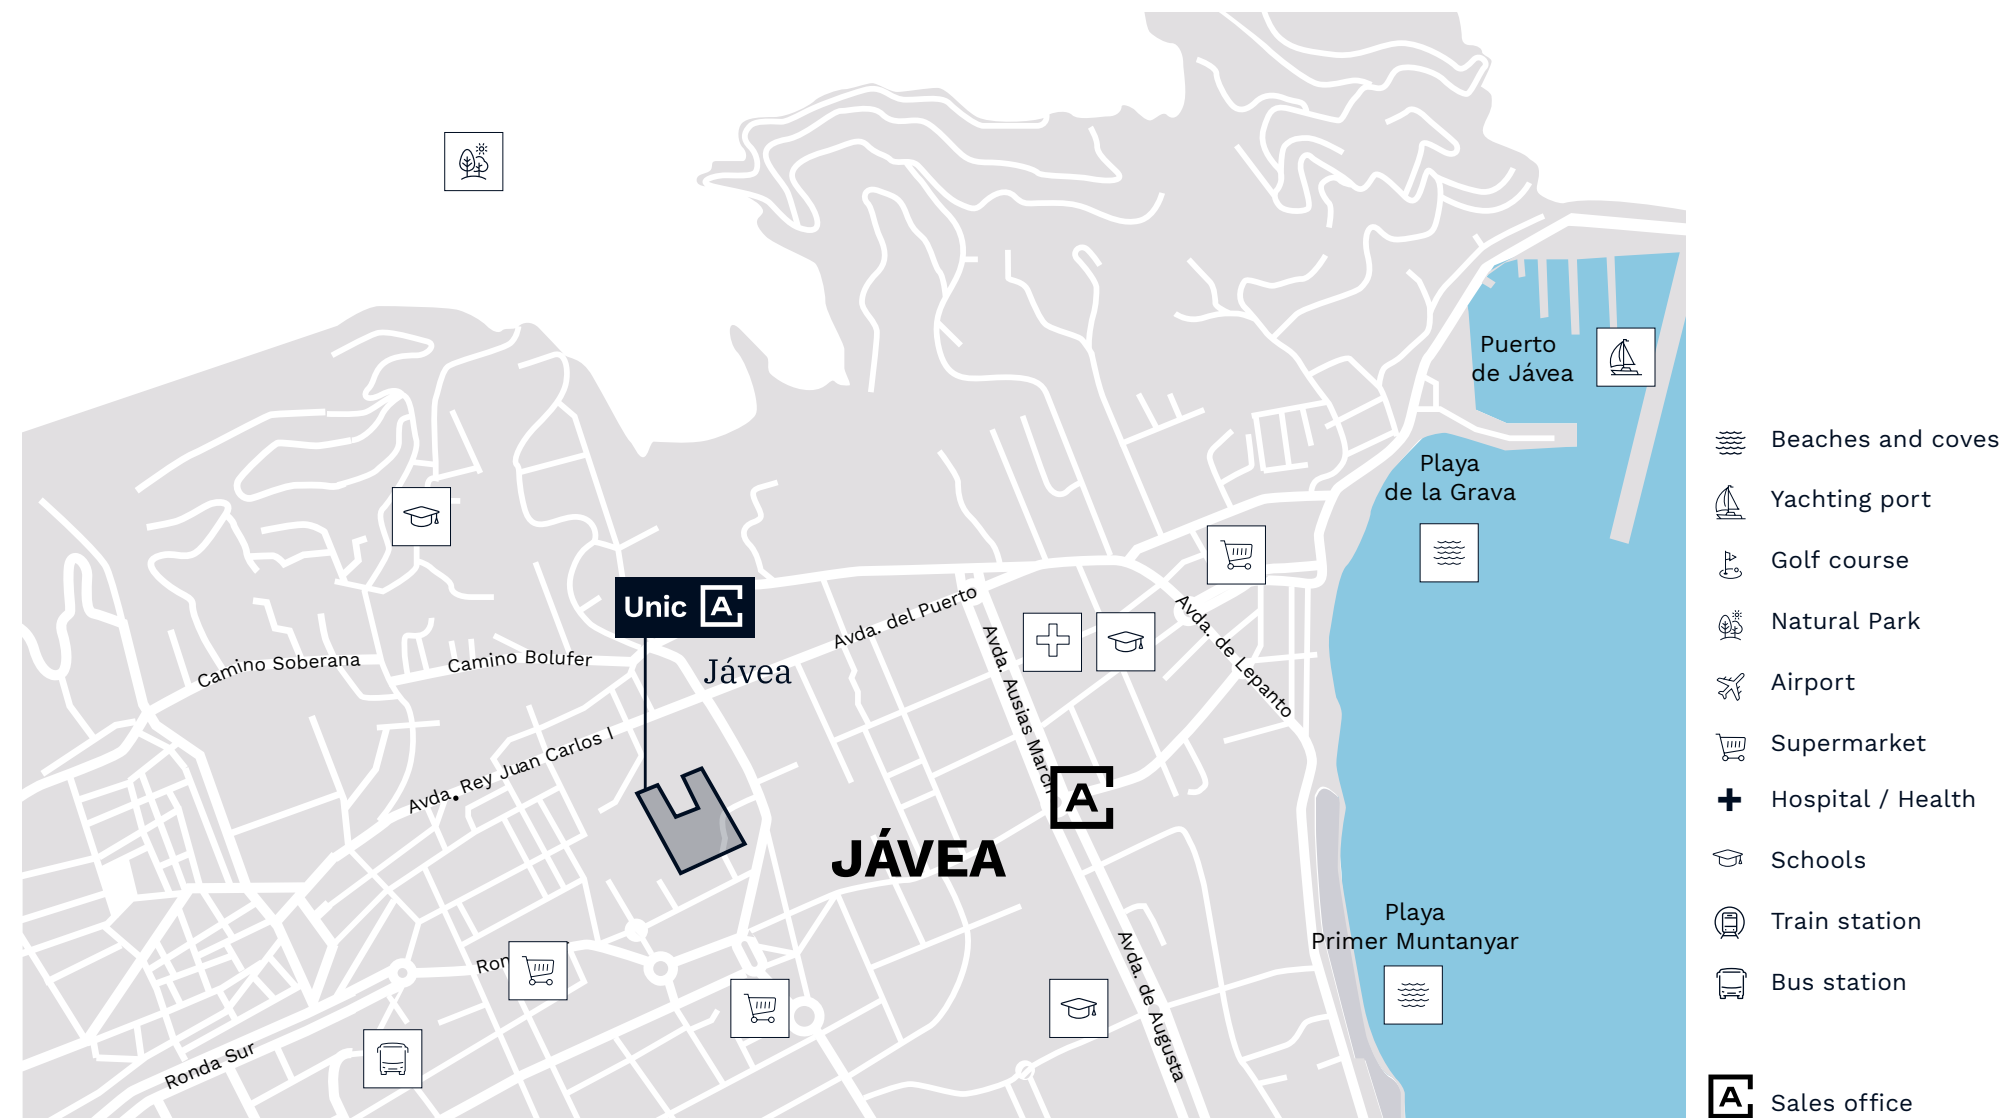 Puerto
de Jávea
Playa
de la Grava
Unic A
Jávea
Avda. del Puerto
Avda. Ausias March
Avda. de Lepanto
Camino Soberana
Camino Bolufer
Avda. Rey Juan Carlos I
A
JÁVEA
Playa
Primer Muntanyar
Avda. de Augusta
Ronda Sur
Beaches and coves
Yachting port
Golf course
Natural Park
Airport
Supermarket
Hospital / Health
Schools
Train station
Bus station
A Sales office